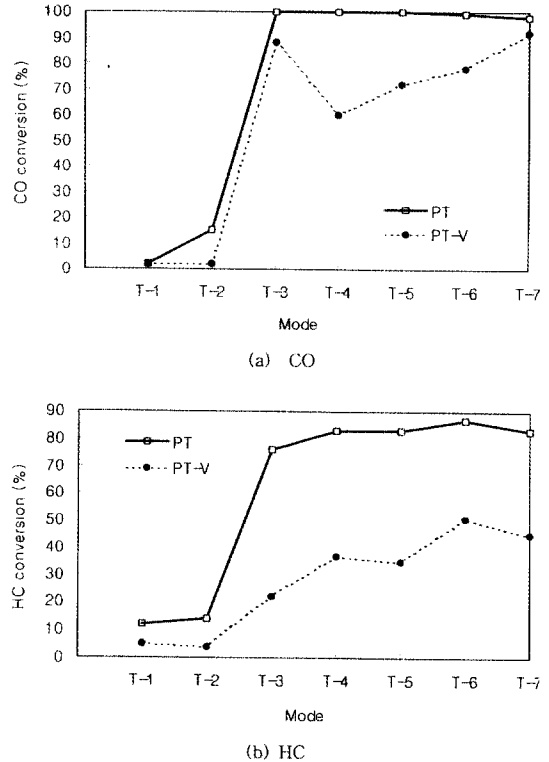 100
90
80
70
60
50
40
30
20
10
0
CO conversion (%)
PT
PT-V
T-1 T-2 T-3 T-4 T-5 T-6 T-7
Mode
(a) CO
90
80
70
60
50
40
30
20
10
0
HC conversion (%)
PT
PT-V
T-1 T-2 T-3 T-4 T-5 T-6 T-7
Mode
(b) HC